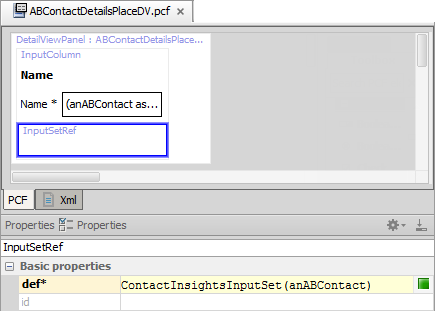 ABContactDetailsPlaceDV.pcf ×
DetailViewPanel : ABContactDetailsPlace...
InputColumn
Name
Name * (anABContact as...
InputSetRef
PCF Xml
Properties Properties
InputSetRef
Basic properties
def* ContactInsightsInputSet(anABContact)
id